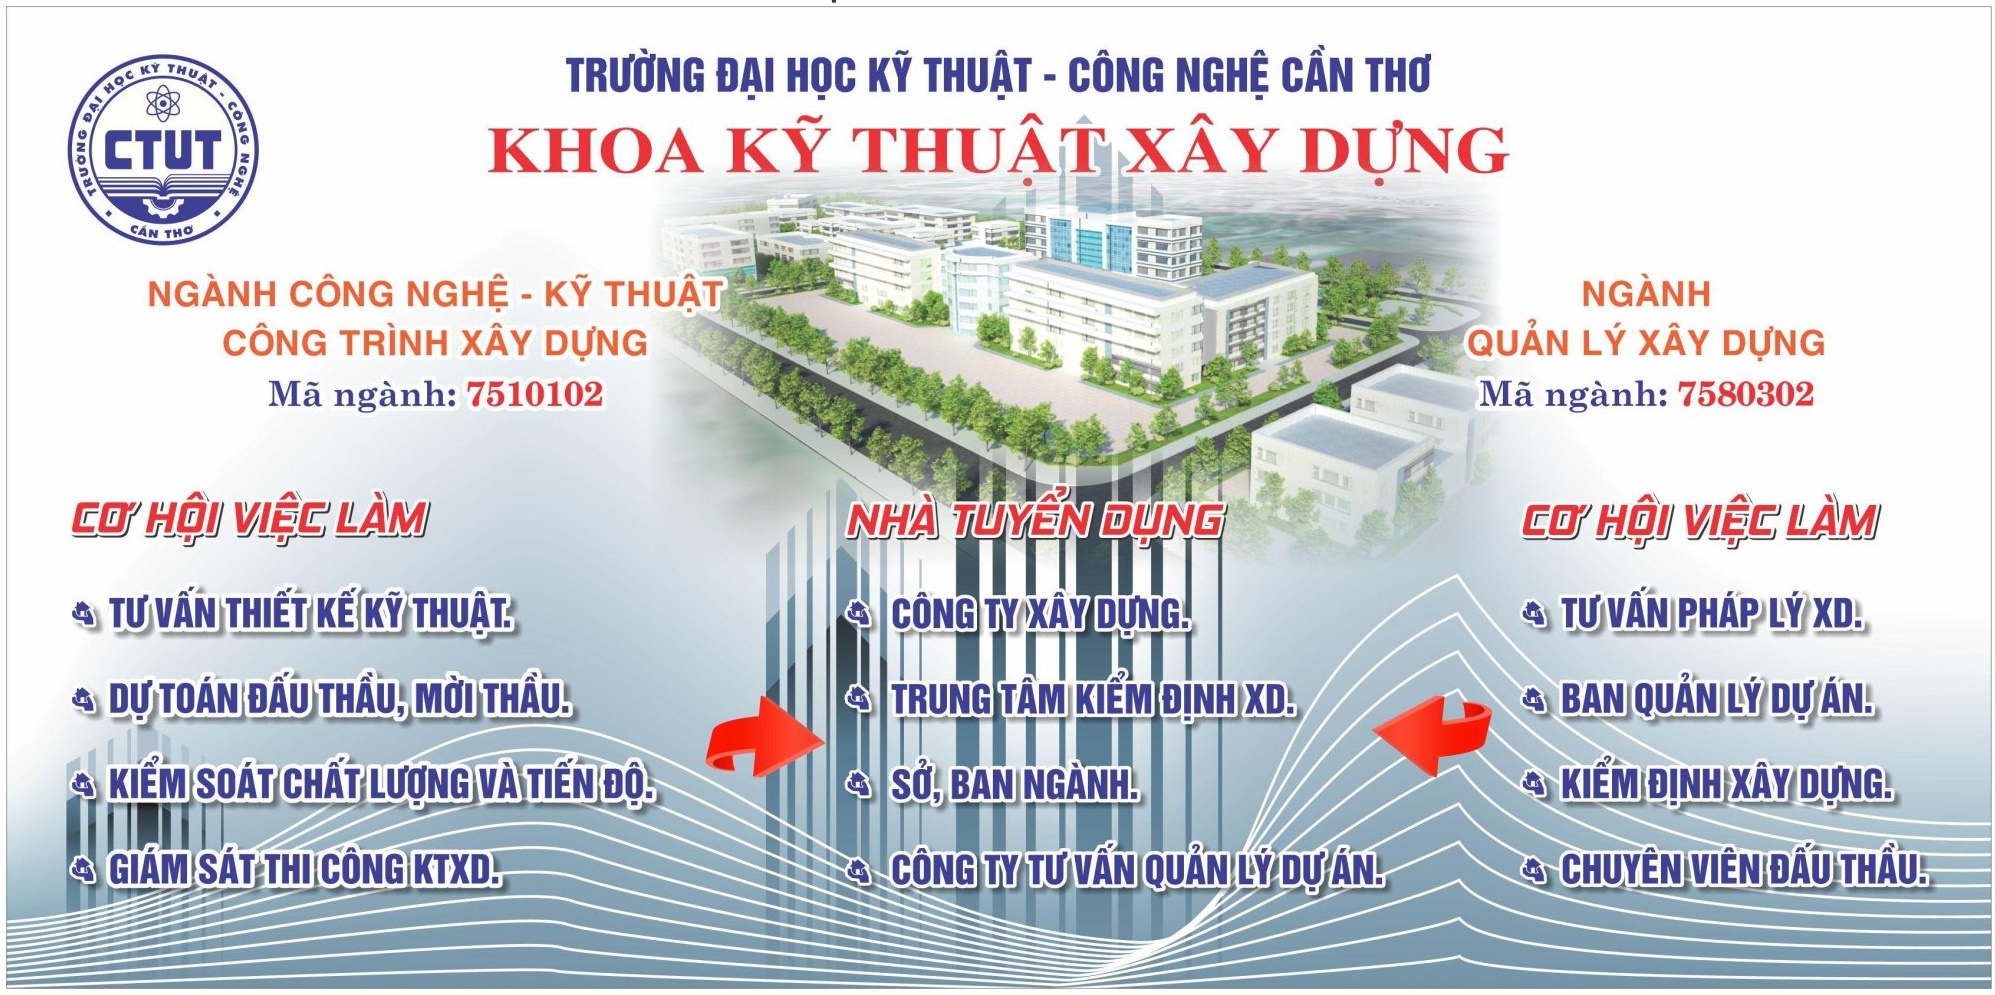 TRƯỜNG ĐẠI HỌC KỸ THUẬT - CÔNG NGHỆ CẦN THƠ
KHOA KỸ THUẬT XÂY DỰNG
TRƯỜNG ĐẠI HỌC KỸ THUẬT - CÔNG NGHỆ
CTUT
CẦN THƠ
NGÀNH CÔNG NGHỆ - KỸ THUẬT
CÔNG TRÌNH XÂY DỰNG
Mã ngành: 7510102
NGÀNH
QUẢN LÝ XÂY DỰNG
Mã ngành: 7580302
CƠ HỘI VIỆC LÀM
TƯ VẤN THIẾT KẾ KỸ THUẬT.
DỰ TOÁN ĐẤU THẦU, MỜI THẦU.
KIỂM SOÁT CHẤT LƯỢNG VÀ TIẾN ĐỘ.
GIÁM SÁT THI CÔNG KTXD.
NHÀ TUYỂN DỤNG
CÔNG TY XÂY DỰNG.
TRUNG TÂM KIỂM ĐỊNH XD.
SỞ, BAN NGÀNH.
CÔNG TY TƯ VẤN QUẢN LÝ DỰ ÁN.
CƠ HỘI VIỆC LÀM
TƯ VẤN PHÁP LÝ XD.
BAN QUẢN LÝ DỰ ÁN.
KIỂM ĐỊNH XÂY DỰNG.
CHUYÊN VIÊN ĐẤU THẦU.